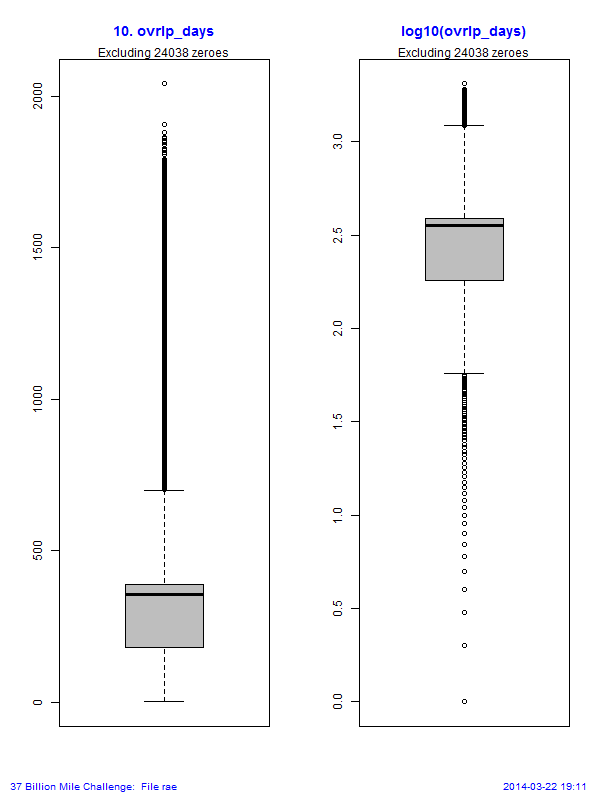 10. ovrlp_days
Excluding 24038 zeroes
2000
1500
1000
500
0
log10(ovrlp_days)
Excluding 24038 zeroes
3.0
2.5
2.0
1.5
1.0
0.5
0.0
37 Billion Mile Challenge: File rae
2014-03-22 19:11